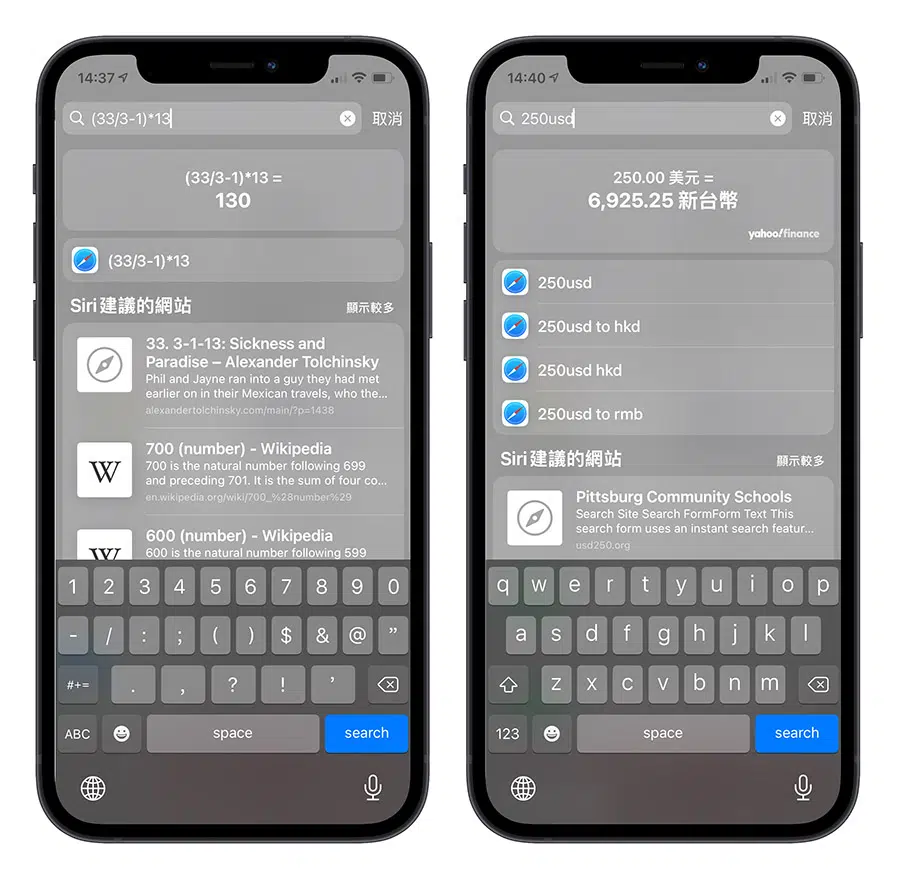 14:37
(33/3-1)*13
取消
(33/3-1)*13 =
130
(33/3-1)*13
Siri 建議的網站
顯示較多
33. 3-1-13: Sickness and
Paradise – Alexander Tolchinsky
Phil and Jayne ran into a guy they had met
earlier on in their Mexican travels, who the...
alexandertolchinsky.com/main/?p=1438
W
700 (number) - Wikipedia
700 is the natural number following 699
and preceding 701. It is the sum of four co...
en.wikipedia.org/wiki/700_%28number%29
W
600 (number) - Wikipedia
600 is the natural number following 599
1 2 3 4 5 6 7 8 9 0
- / : ; ( ) $ & @ ”
#+= . , ? ! ’
ABC space search
14:40
250usd
取消
250.00 美元 =
6,925.25 新台幣
yahoo!finance
250usd
250usd to hkd
250usd hkd
250usd to rmb
Siri 建議的網站
顯示較多
Pittsburg Community Schools
Search Site Search FormForm Text This
search form uses an instant search featur...
usd250.org
q w e r t y u i o p
a s d f g h j k l
z x c v b n m
123 space search